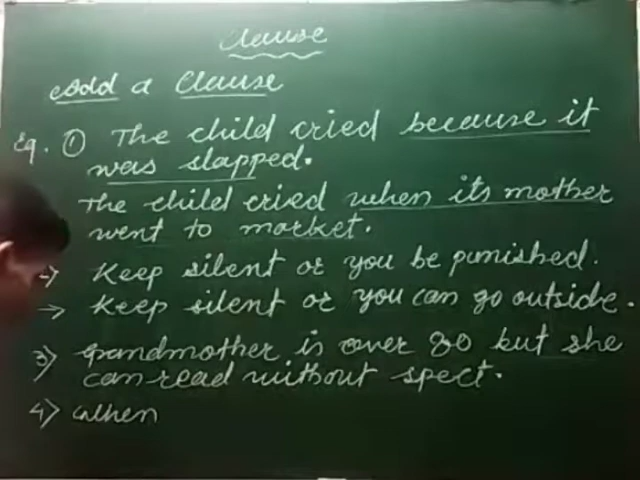 Clause
Add a Clause
Eg. ① The child cried because it
was slapped.
The child cried when its mother
went to market.
→ Keep silent or you be punished.
→ Keep silent or you can go outside.
3) Grandmother is over 80 but she
can read without spect.
4) When